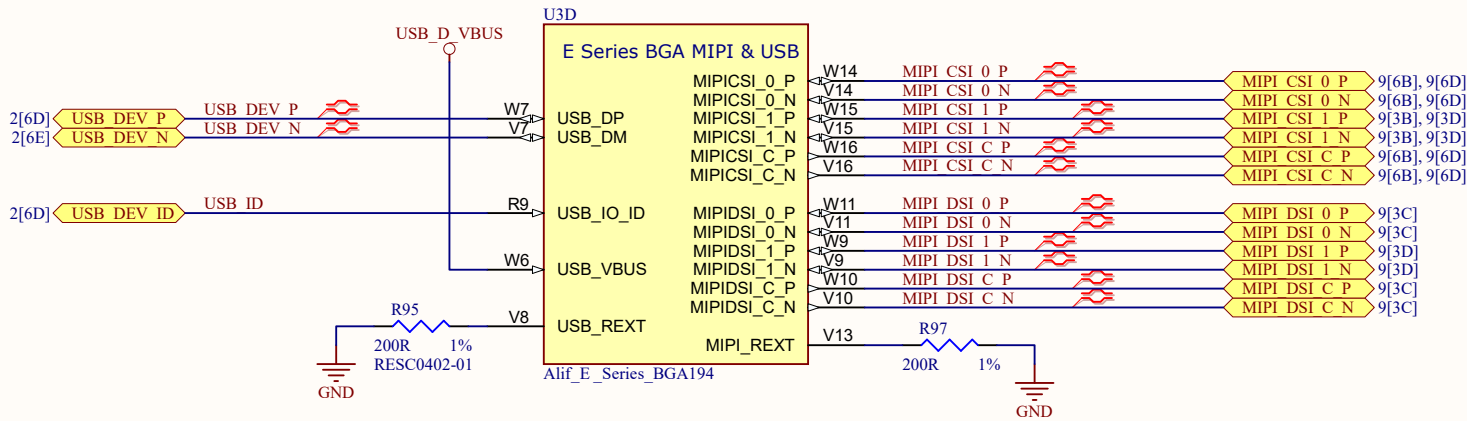 U3D
USB_D_VBUS
E Series BGA MIPI & USB
MIPICSI_0_P W14 MIPI_CSI_0_P MIPI_CSI_0_P 9[6B], 9[6D]
MIPICSI_0_N V14 MIPI_CSI_0_N MIPI_CSI_0_N 9[6B], 9[6D]
2[6D] USB_DEV_P USB_DEV_P W7 USB_DP MIPICSI_1_P W15 MIPI_CSI_1_P MIPI_CSI_1_P 9[3B], 9[3D]
2[6E] USB_DEV_N USB_DEV_N V7 USB_DM MIPICSI_1_N V15 MIPI_CSI_1_N MIPI_CSI_1_N 9[3B], 9[3D]
MIPICSI_C_P W16 MIPI_CSI_C_P MIPI_CSI_C_P 9[6B], 9[6D]
MIPICSI_C_N V16 MIPI_CSI_C_N MIPI_CSI_C_N 9[6B], 9[6D]
2[6D] USB_DEV_ID USB_ID R9 USB_IO_ID MIPIDSI_0_P W11 MIPI_DSI_0_P MIPI_DSI_0_P 9[3C]
MIPIDSI_0_N V11 MIPI_DSI_0_N MIPI_DSI_0_N 9[3C]
MIPIDSI_1_P W9 MIPI_DSI_1_P MIPI_DSI_1_P 9[3D]
W6 USB_VBUS MIPIDSI_1_N V9 MIPI_DSI_1_N MIPI_DSI_1_N 9[3D]
MIPIDSI_C_P W10 MIPI_DSI_C_P MIPI_DSI_C_P 9[3C]
MIPIDSI_C_N V10 MIPI_DSI_C_N MIPI_DSI_C_N 9[3C]
R95 V8 USB_REXT
200R 1%
RESC0402-01
GND
MIPI_REXT V13 R97
200R 1%
GND
Alif_E_Series_BGA194